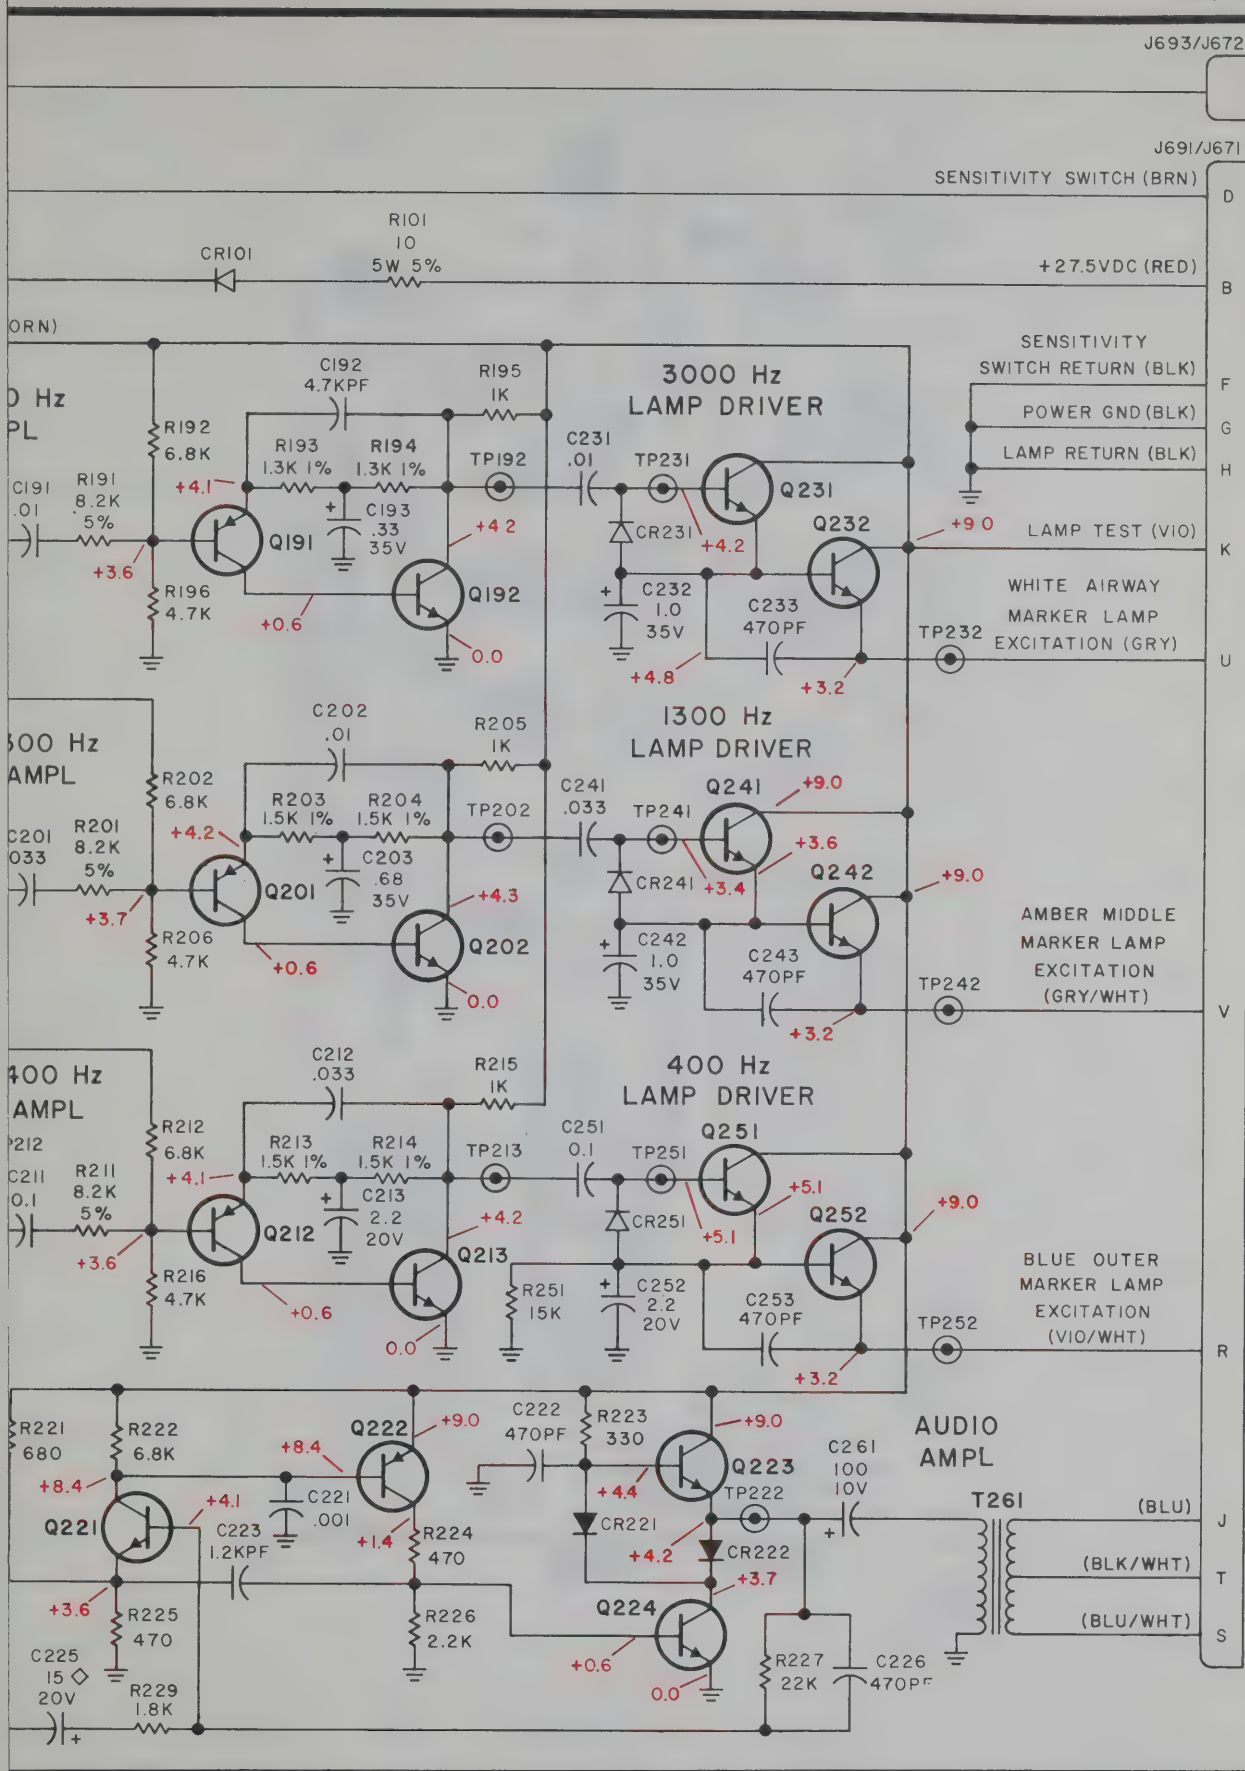 J693/J672
J691/J671
SENSITIVITY SWITCH (BRN)
D
R101
10
5W 5%
CR101
+27.5VDC (RED)
B
ORN)
SENSITIVITY
SWITCH RETURN (BLK)
F
POWER GND (BLK)
G
LAMP RETURN (BLK)
H
0 Hz
PL
C192
4.7KPF
R195
1K
3000 Hz
LAMP DRIVER
R192
6.8K
R193
1.3K 1%
R194
1.3K 1%
TP192
C231
.01
TP231
Q231
C191
.01
R191
8.2K
5%
+4.1
+
C193
.33
35V
Q191
+4.2
+3.6
CR231
+4.2
Q232
+9.0
LAMP TEST (VIO)
K
R196
4.7K
+0.6
Q192
0.0
+
C232
1.0
35V
C233
470PF
+4.8
+3.2
TP232
WHITE AIRWAY
MARKER LAMP
EXCITATION (GRY)
U
300 Hz
AMPL
C202
.01
R205
1K
1300 Hz
LAMP DRIVER
R202
6.8K
R203
1.5K 1%
R204
1.5K 1%
TP202
C241
.033
TP241
Q241
+9.0
C201
033
R201
8.2K
5%
+4.2
+
C203
.68
35V
Q201
+4.3
+3.7
CR241
+3.4
+3.6
Q242
+9.0
R206
4.7K
+0.6
Q202
0.0
+
C242
1.0
35V
C243
470PF
+3.2
TP242
AMBER MIDDLE
MARKER LAMP
EXCITATION
(GRY/WHT)
V
400 Hz
AMPL
C212
.033
R215
1K
400 Hz
LAMP DRIVER
P212
R212
6.8K
R213
1.5K 1%
R214
1.5K 1%
TP213
C251
0.1
TP251
Q251
C211
0.1
R211
8.2K
5%
+4.1
+
C213
2.2
20V
Q212
+4.2
+3.6
CR251
+5.1
+5.1
Q252
+9.0
R216
4.7K
+0.6
Q213
0.0
R251
15K
+
C252
2.2
20V
C253
470PF
+3.2
TP252
BLUE OUTER
MARKER LAMP
EXCITATION
(VIO/WHT)
R
R221
680
R222
6.8K
Q222
+9.0
C222
470PF
R223
330
+9.0
AUDIO
AMPL
+8.4
+8.4
+4.4
Q223
C261
100
10V
+
T261
(BLU)
J
Q221
+4.1
C221
.001
C223
1.2KPF
+1.4
R224
470
CR221
TP222
+4.2
CR222
(BLK/WHT)
T
+3.6
R225
470
R226
2.2K
+3.7
Q224
+0.6
0.0
(BLU/WHT)
S
C225
15 ◇
20V
+
R229
1.8K
R227
22K
C226
470PF